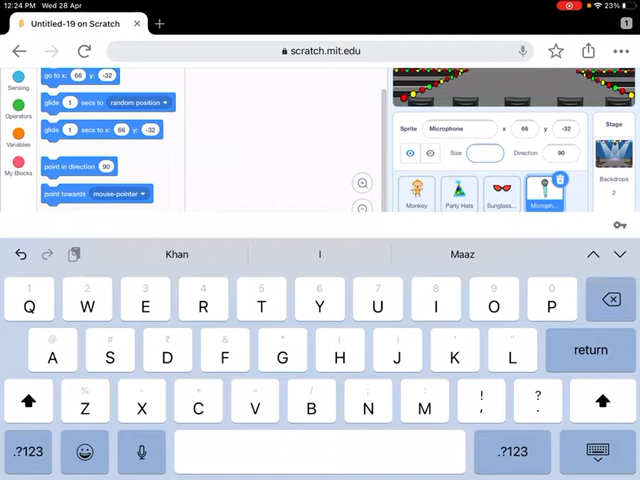 12:24 PM Wed 28 Apr
23%
Untitled-19 on Scratch
1
scratch.mit.edu
go to x: 66 y: -32
Sensing
glide 1 secs to random position
Operators
glide 1 secs to x: 66 y: -32
Variables
point in direction 90
My Blocks
point towards mouse-pointer
Sprite Microphone x 66 y -32
Size Direction 90
Monkey Party Hats Sunglass... Microph...
Stage
Backdrops
2
Khan I Maaz
1 2 3 4 5 6 7 8 9 0
Q W E R T Y U I O P
@ # ₹ & * ( ) ' "
A S D F G H J K L return
% - + = / ; : ! ?
Z X C V B N M , .
.?123 .?123